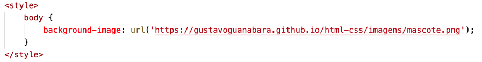 <style>
    body {
        background-image: url('https://gustavoguanabara.github.io/html-css/imagens/mascote.png');
    }
</style>